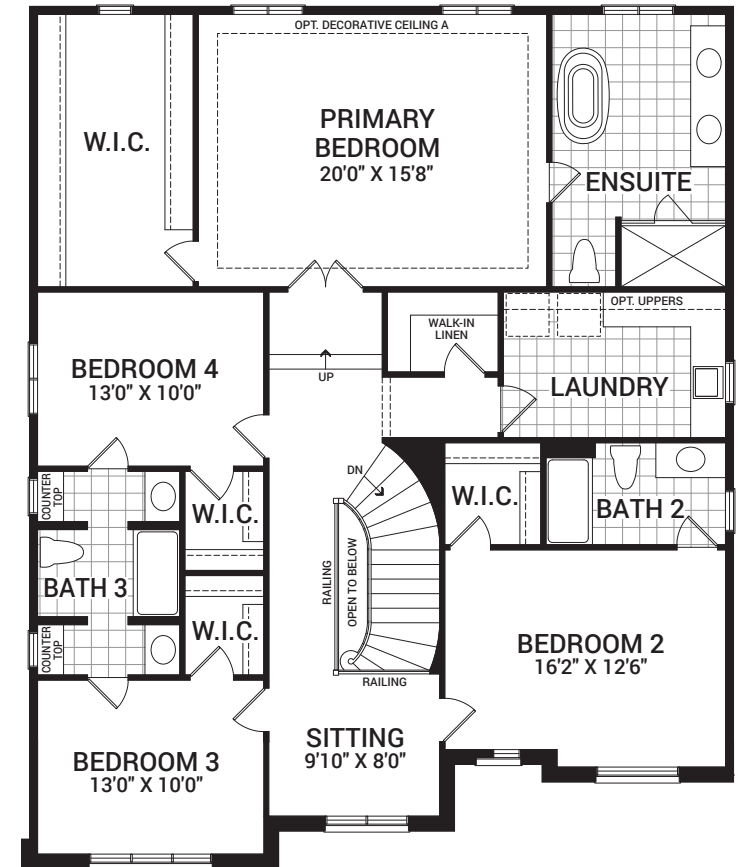 OPT. DECORATIVE CEILING A
W.I.C.
PRIMARY
BEDROOM
20'0" X 15'8"
ENSUITE
OPT. UPPERS
WALK-IN
LINEN
UP
LAUNDRY
BEDROOM 4
13'0" X 10'0"
DN
COUNTER
TOP
W.I.C.
W.I.C.
BATH 2
RAILING
OPEN TO BELOW
BATH 3
W.I.C.
COUNTER
TOP
BEDROOM 2
16'2" X 12'6"
RAILING
SITTING
9'10" X 8'0"
BEDROOM 3
13'0" X 10'0"